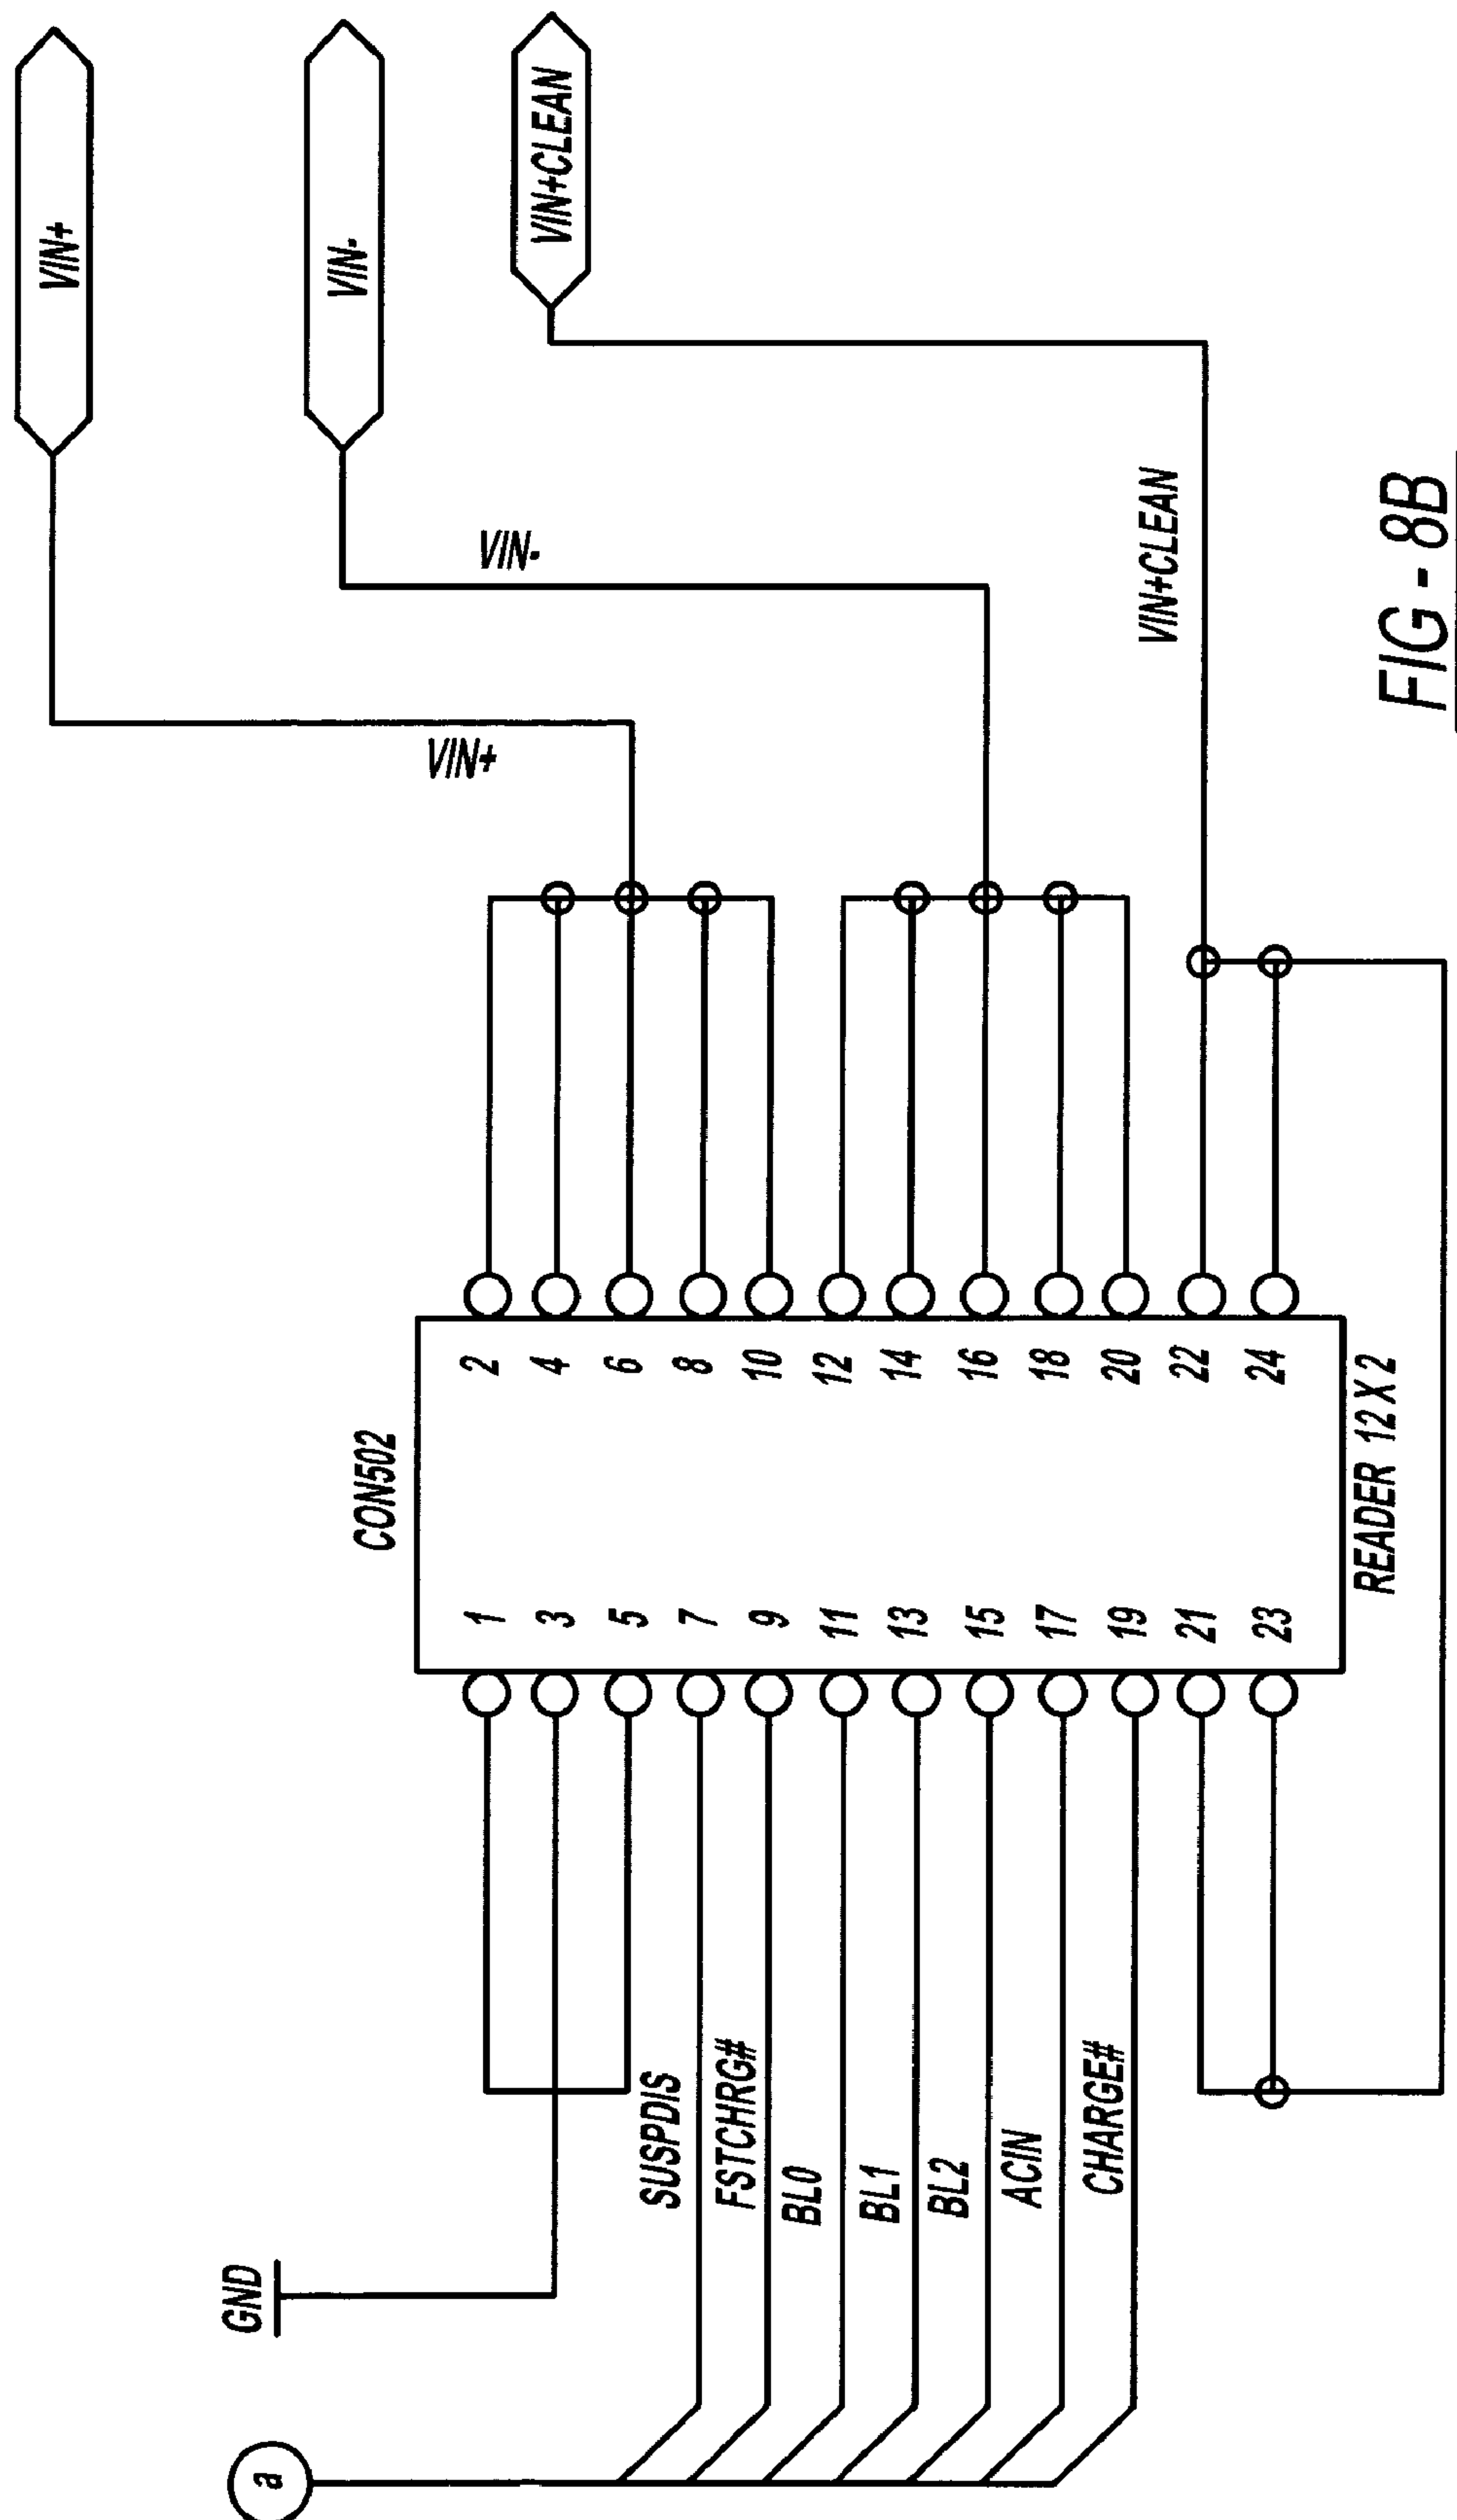 VIN+
VIN-
VIN+CLEAN
VIN-
VIN+
VIN+CLEAN
CON502
1 2
3 4
5 6
7 8
9 10
11 12
13 14
15 16
17 18
19 20
21 22
23 24
READER 12 X 2
GND
SUSPDIS
FSTCHRG#
BL0
BL1
BL2
ACIN
CHARGE#
a
FIG - 8B